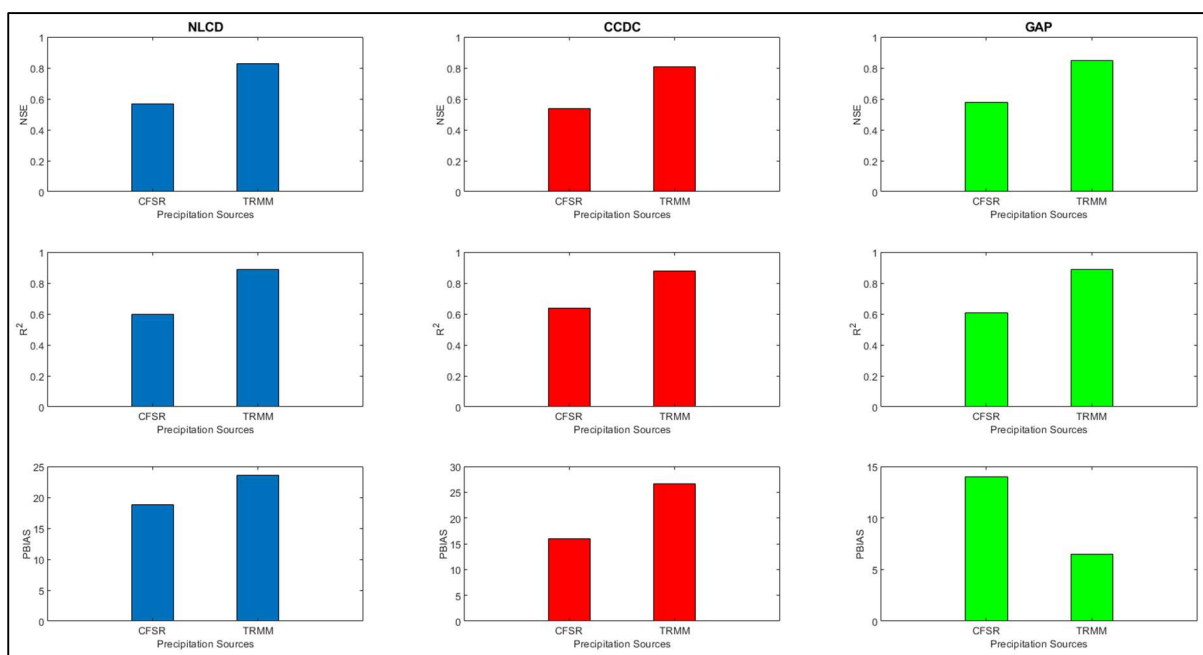 NLCD
1
0.8
0.6
0.4
0.2
0
NSE
CFSR TRMM
Precipitation Sources
CCDC
1
0.8
0.6
0.4
0.2
0
NSE
CFSR TRMM
Precipitation Sources
GAP
1
0.8
0.6
0.4
0.2
0
NSE
CFSR TRMM
Precipitation Sources
1
0.8
0.6
0.4
0.2
0
R²
CFSR TRMM
Precipitation Sources
1
0.8
0.6
0.4
0.2
0
R²
CFSR TRMM
Precipitation Sources
1
0.8
0.6
0.4
0.2
0
R²
CFSR TRMM
Precipitation Sources
25
20
15
10
5
0
PBIAS
CFSR TRMM
Precipitation Sources
30
25
20
15
10
5
0
PBIAS
CFSR TRMM
Precipitation Sources
15
10
5
0
PBIAS
CFSR TRMM
Precipitation Sources